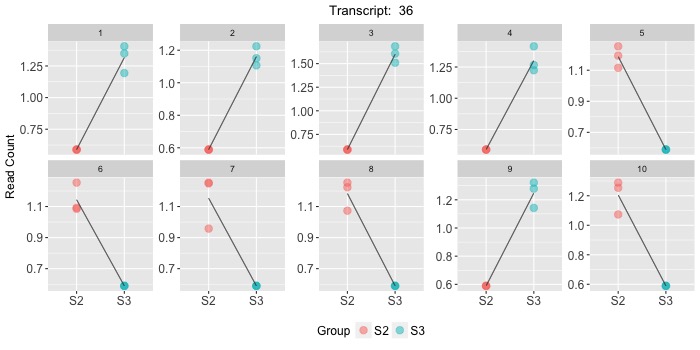 Transcript: 36
1 2 3 4 5
1.25 1.00 0.75
1.2 1.0 0.8 0.6
1.50 1.25 1.00 0.75
1.25 1.00 0.75
1.1 0.9 0.7
Read Count
6 7 8 9 10
1.1 0.9 0.7
1.1 0.9 0.7
1.1 0.9 0.7
1.2 1.0 0.8 0.6
1.2 1.0 0.8 0.6
S2 S3 S2 S3 S2 S3 S2 S3 S2 S3
Group S2 S3